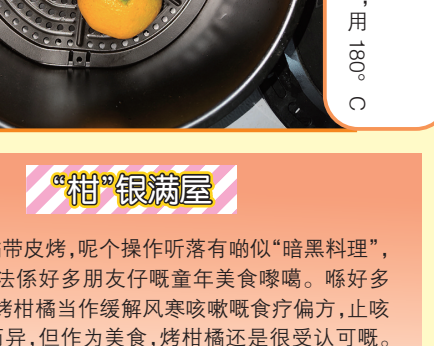 ，用 180° C
“柑”银满屋
带皮烤，呢个操作听落有啲似“暗黑料理”，
法係好多朋友仔嘅童年美食嚟噶。喺好多
烤柑橘当作缓解风寒咳嗽嘅食疗偏方，止咳
异，但作为美食，烤柑橘还是很受认可嘅。